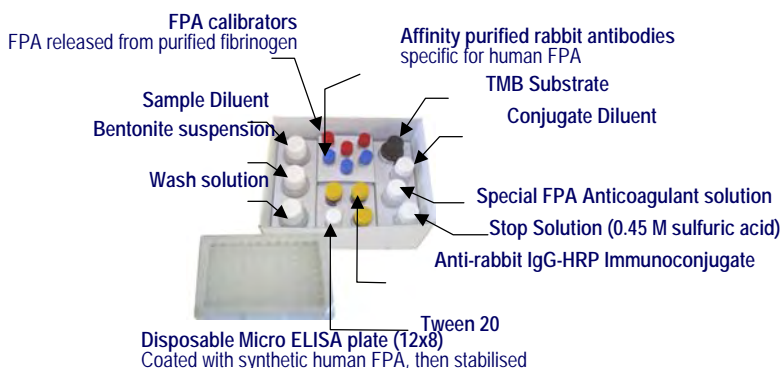 FPA calibrators
FPA released from purified fibrinogen
Affinity purified rabbit antibodies
specific for human FPA
TMB Substrate
Sample Diluent
Conjugate Diluent
Bentonite suspension
Wash solution
Special FPA Anticoagulant solution
Stop Solution (0.45 M sulfuric acid)
Anti-rabbit IgG-HRP Immunoconjugate
Tween 20
Disposable Micro ELISA plate (12x8)
Coated with synthetic human FPA, then stabilised